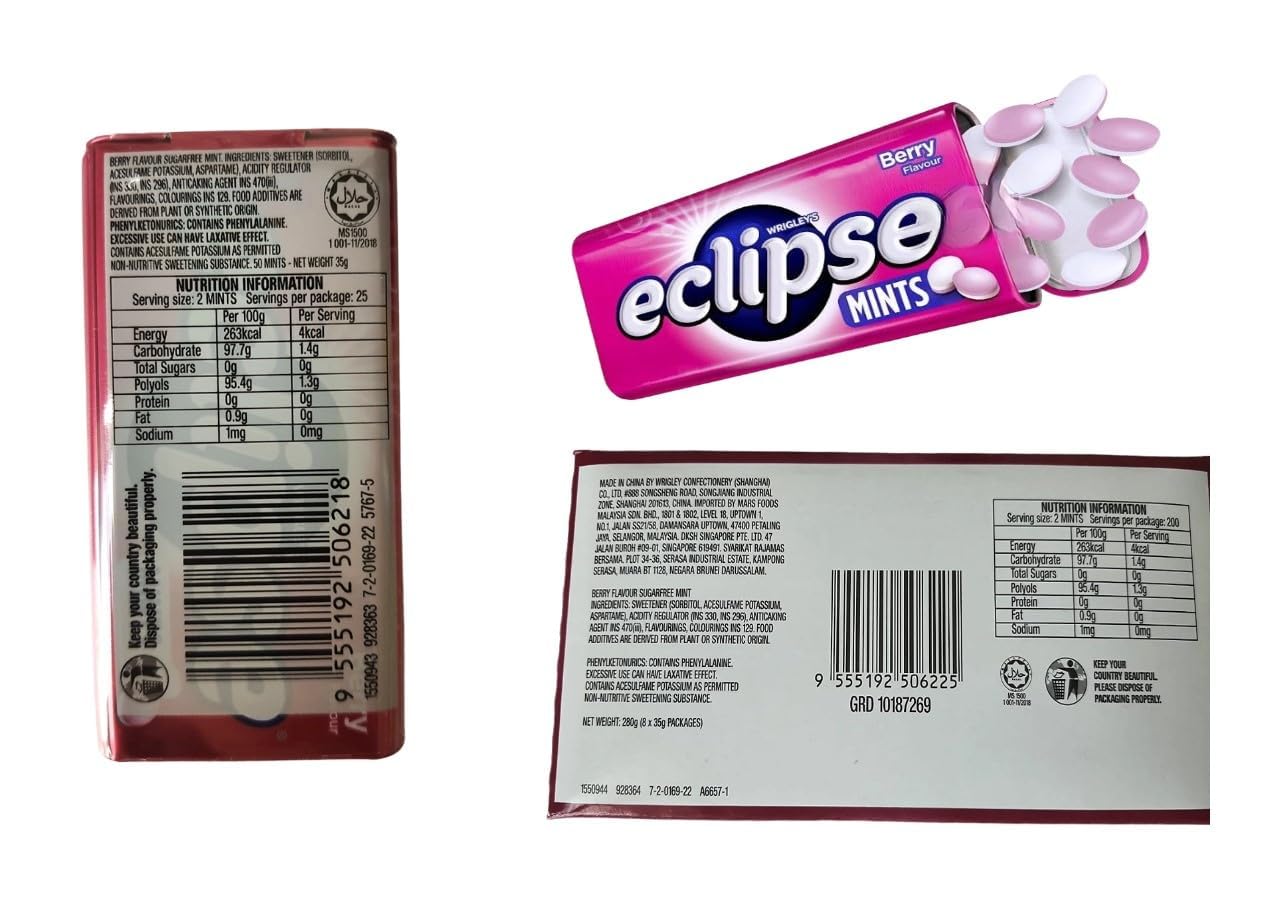 BERRY FLAVOUR SUGARFREE MINT. INGREDIENTS: SWEETENER (SORBITOL,
ACESULFAME POTASSIUM, ASPARTAME), ACIDITY REGULATOR
(INS 330, INS 296), ANTICAKING AGENT INS 470(iii),
FLAVOURINGS, COLOURINGS INS 129. FOOD ADDITIVES ARE
DERIVED FROM PLANT OR SYNTHETIC ORIGIN.
PHENYLKETONURICS: CONTAINS PHENYLALANINE.
EXCESSIVE USE CAN HAVE LAXATIVE EFFECT.
CONTAINS ACESULFAME POTASSIUM AS PERMITTED
NON-NUTRITIVE SWEETENING SUBSTANCE. 50 MINTS - NET WEIGHT 35g
حلال
MS1500
1 001-11/2018
NUTRITION INFORMATION
Serving size: 2 MINTS Servings per package: 25
Per 100g Per Serving
Energy 263kcal 4kcal
Carbohydrate 97.7g 1.4g
Total Sugars 0g 0g
Polyols 95.4g 1.3g
Protein 0g 0g
Fat 0.9g 0g
Sodium 1mg 0mg
Keep your country beautiful.
Dispose of packaging properly.
9 555192 506218
1550943 928363 7-2-0169-22 5767-5
Berry
Flavour
WRIGLEY'S
eclipse
MINTS
MADE IN CHINA BY WRIGLEY CONFECTIONERY (SHANGHAI)
CO., LTD, #888 SONGSHENG ROAD, SONGJIANG INDUSTRIAL
ZONE, SHANGHAI 201613, CHINA. IMPORTED BY MARS FOODS
MALAYSIA SDN. BHD., 1801 & 1802, LEVEL 18, UPTOWN 1,
NO.1, JALAN SS21/58, DAMANSARA UPTOWN, 47400 PETALING
JAYA, SELANGOR, MALAYSIA. DKSH SINGAPORE PTE. LTD. 47
JALAN BUROH #09-01, SINGAPORE 619491. SYARIKAT RAJAMAS
BERSAMA. PLOT 34-36, SERASA INDUSTRIAL ESTATE, KAMPONG
SERASA, MUARA BT 1128, NEGARA BRUNEI DARUSSALAM.
BERRY FLAVOUR SUGARFREE MINT
INGREDIENTS: SWEETENER (SORBITOL, ACESULFAME POTASSIUM,
ASPARTAME), ACIDITY REGULATOR (INS 330, INS 296), ANTICAKING
AGENT INS 470(iii), FLAVOURINGS, COLOURINGS INS 129. FOOD
ADDITIVES ARE DERIVED FROM PLANT OR SYNTHETIC ORIGIN.
PHENYLKETONURICS: CONTAINS PHENYLALANINE.
EXCESSIVE USE CAN HAVE LAXATIVE EFFECT.
CONTAINS ACESULFAME POTASSIUM AS PERMITTED
NON-NUTRITIVE SWEETENING SUBSTANCE.
NET WEIGHT: 280g (8 x 35g PACKAGES)
1550944 928364 7-2-0169-22 A6657-1
9 555192 506225
GRD 10187269
NUTRITION INFORMATION
Serving size: 2 MINTS Servings per package: 200
Per 100g Per Serving
Energy 263kcal 4kcal
Carbohydrate 97.7g 1.4g
Total Sugars 0g 0g
Polyols 95.4g 1.3g
Protein 0g 0g
Fat 0.9g 0g
Sodium 1mg 0mg
MS 1500
1 001-11/2018
KEEP YOUR
COUNTRY BEAUTIFUL.
PLEASE DISPOSE OF
PACKAGING PROPERLY.